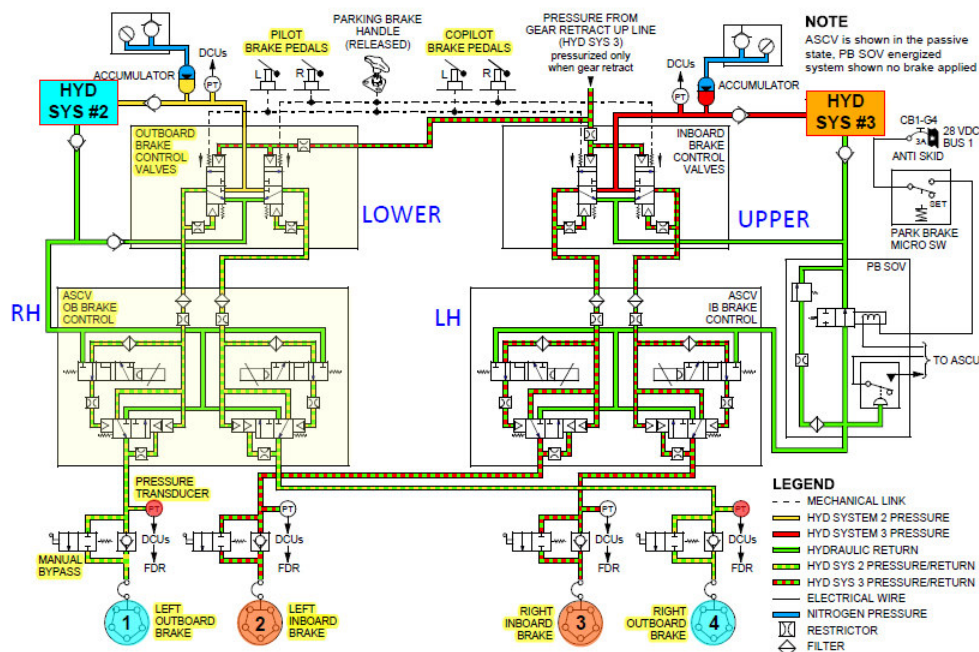 PILOT
BRAKE PEDALS
PARKING BRAKE
HANDLE
(RELEASED)
COPILOT
BRAKE PEDALS
PRESSURE FROM
GEAR RETRACT UP LINE
(HYD SYS 3)
pressurized only
when gear retract
NOTE
ASCV is shown in the passive
state, PB SOV energized
system shown no brake applied
DCUs
PT
ACCUMULATOR
L
R
L
R
DCUs
PT
ACCUMULATOR
HYD
SYS #2
HYD
SYS #3
CB1-G4
3A
28 VDC
BUS 1
ANTI SKID
SET
PARK BRAKE
MICRO SW
OUTBOARD
BRAKE
CONTROL
VALVES
LOWER
INBOARD
BRAKE
CONTROL
VALVES
UPPER
PB SOV
RH
ASCV
OB BRAKE
CONTROL
LH
ASCV
IB BRAKE
CONTROL
TO ASCU
PRESSURE
TRANSDUCER
PT
DCUs
FDR
PT
DCUs
FDR
PT
DCUs
FDR
PT
DCUs
FDR
MANUAL
BYPASS
1
LEFT
OUTBOARD
BRAKE
2
LEFT
INBOARD
BRAKE
RIGHT
INBOARD
BRAKE
3
RIGHT
OUTBOARD
BRAKE
4
LEGEND
MECHANICAL LINK
HYD SYSTEM 2 PRESSURE
HYD SYSTEM 3 PRESSURE
HYDRAULIC RETURN
HYD SYS 2 PRESSURE/RETURN
HYD SYS 3 PRESSURE/RETURN
ELECTRICAL WIRE
NITROGEN PRESSURE
RESTRICTOR
FILTER